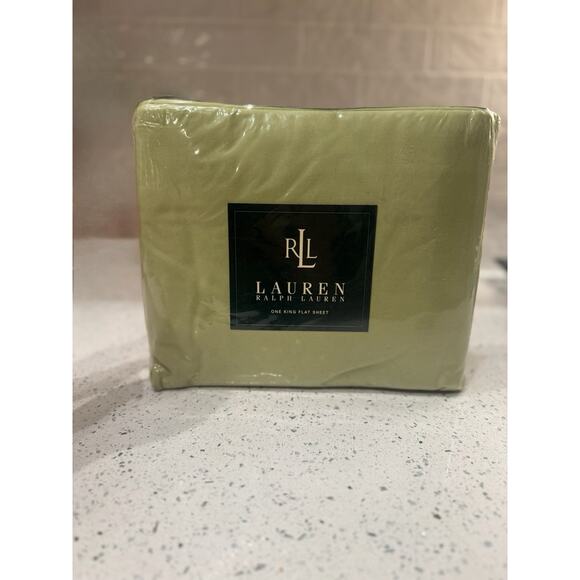 RLL
LAUREN
RALPH LAUREN
ONE KING FLAT SHEET